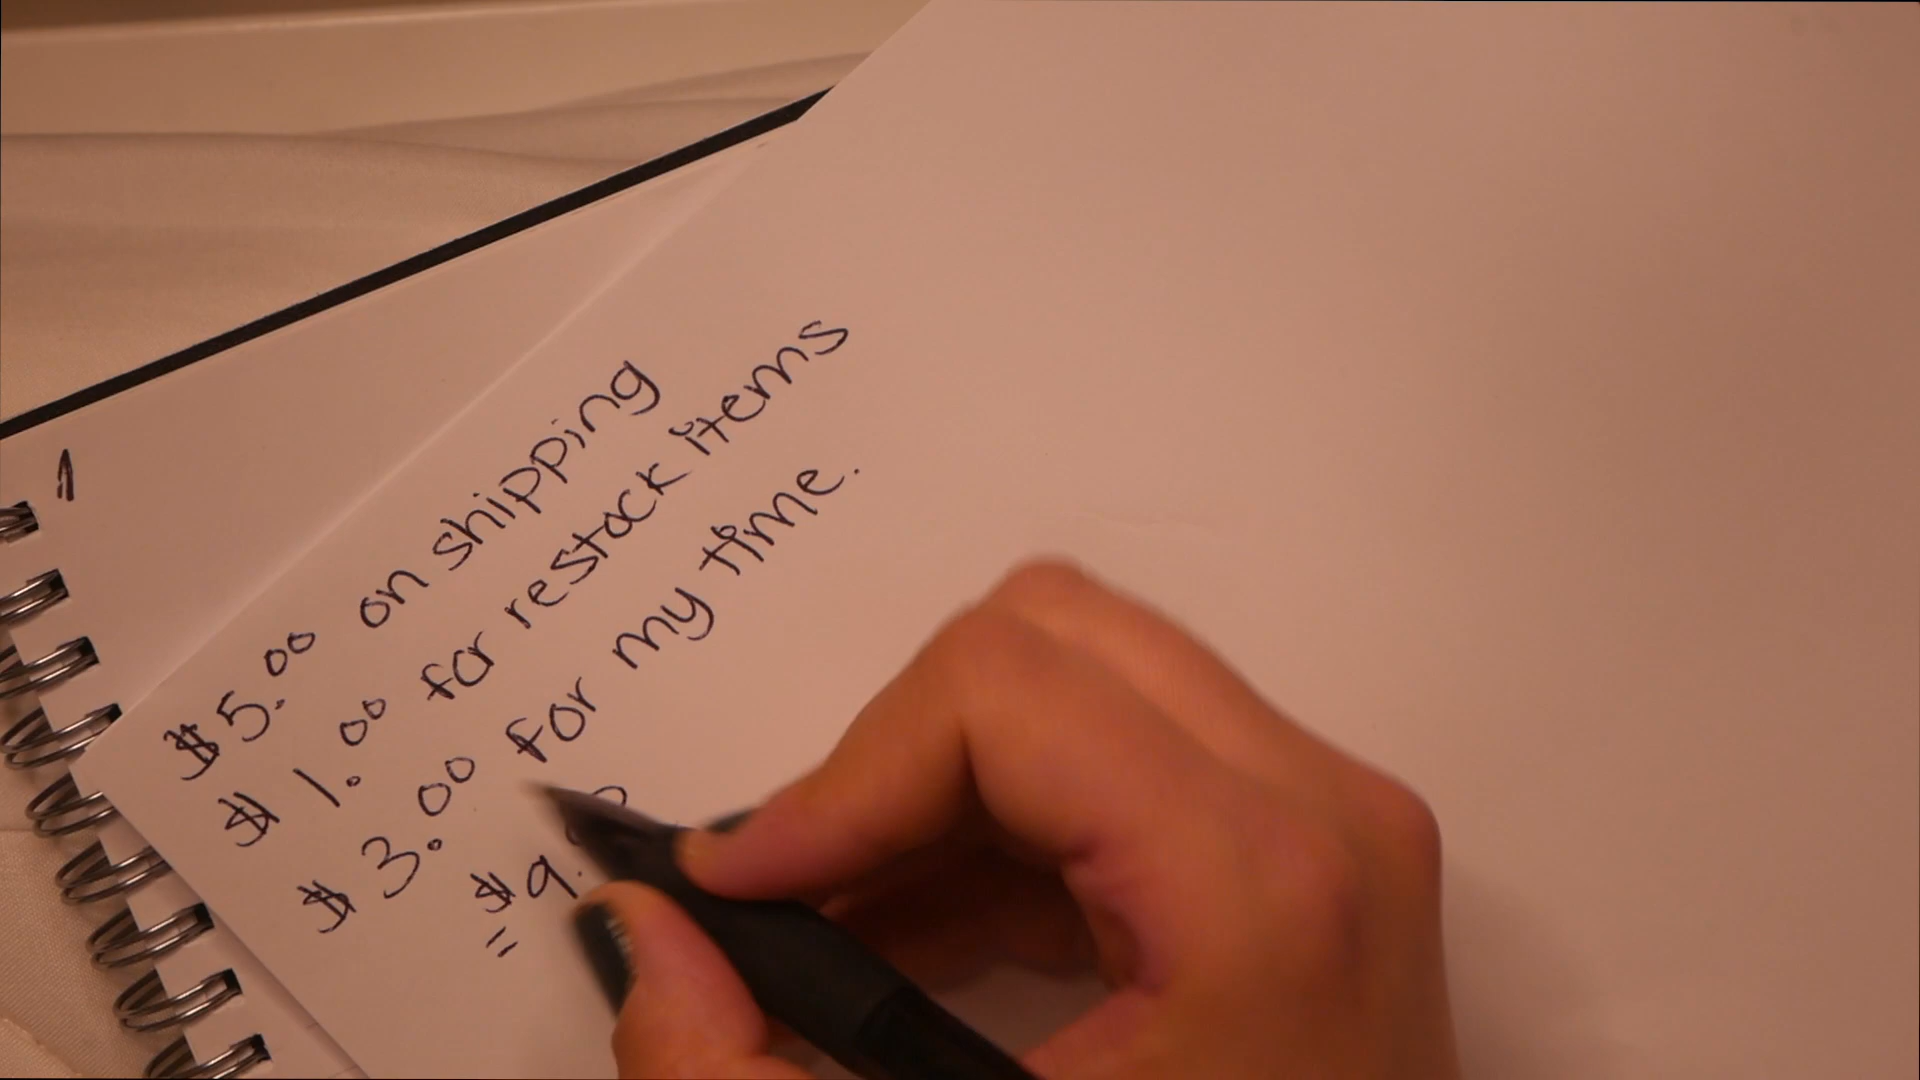 $5.00 on shipping
$1.00 for restock items
$3.00 for my time.
$9.
=